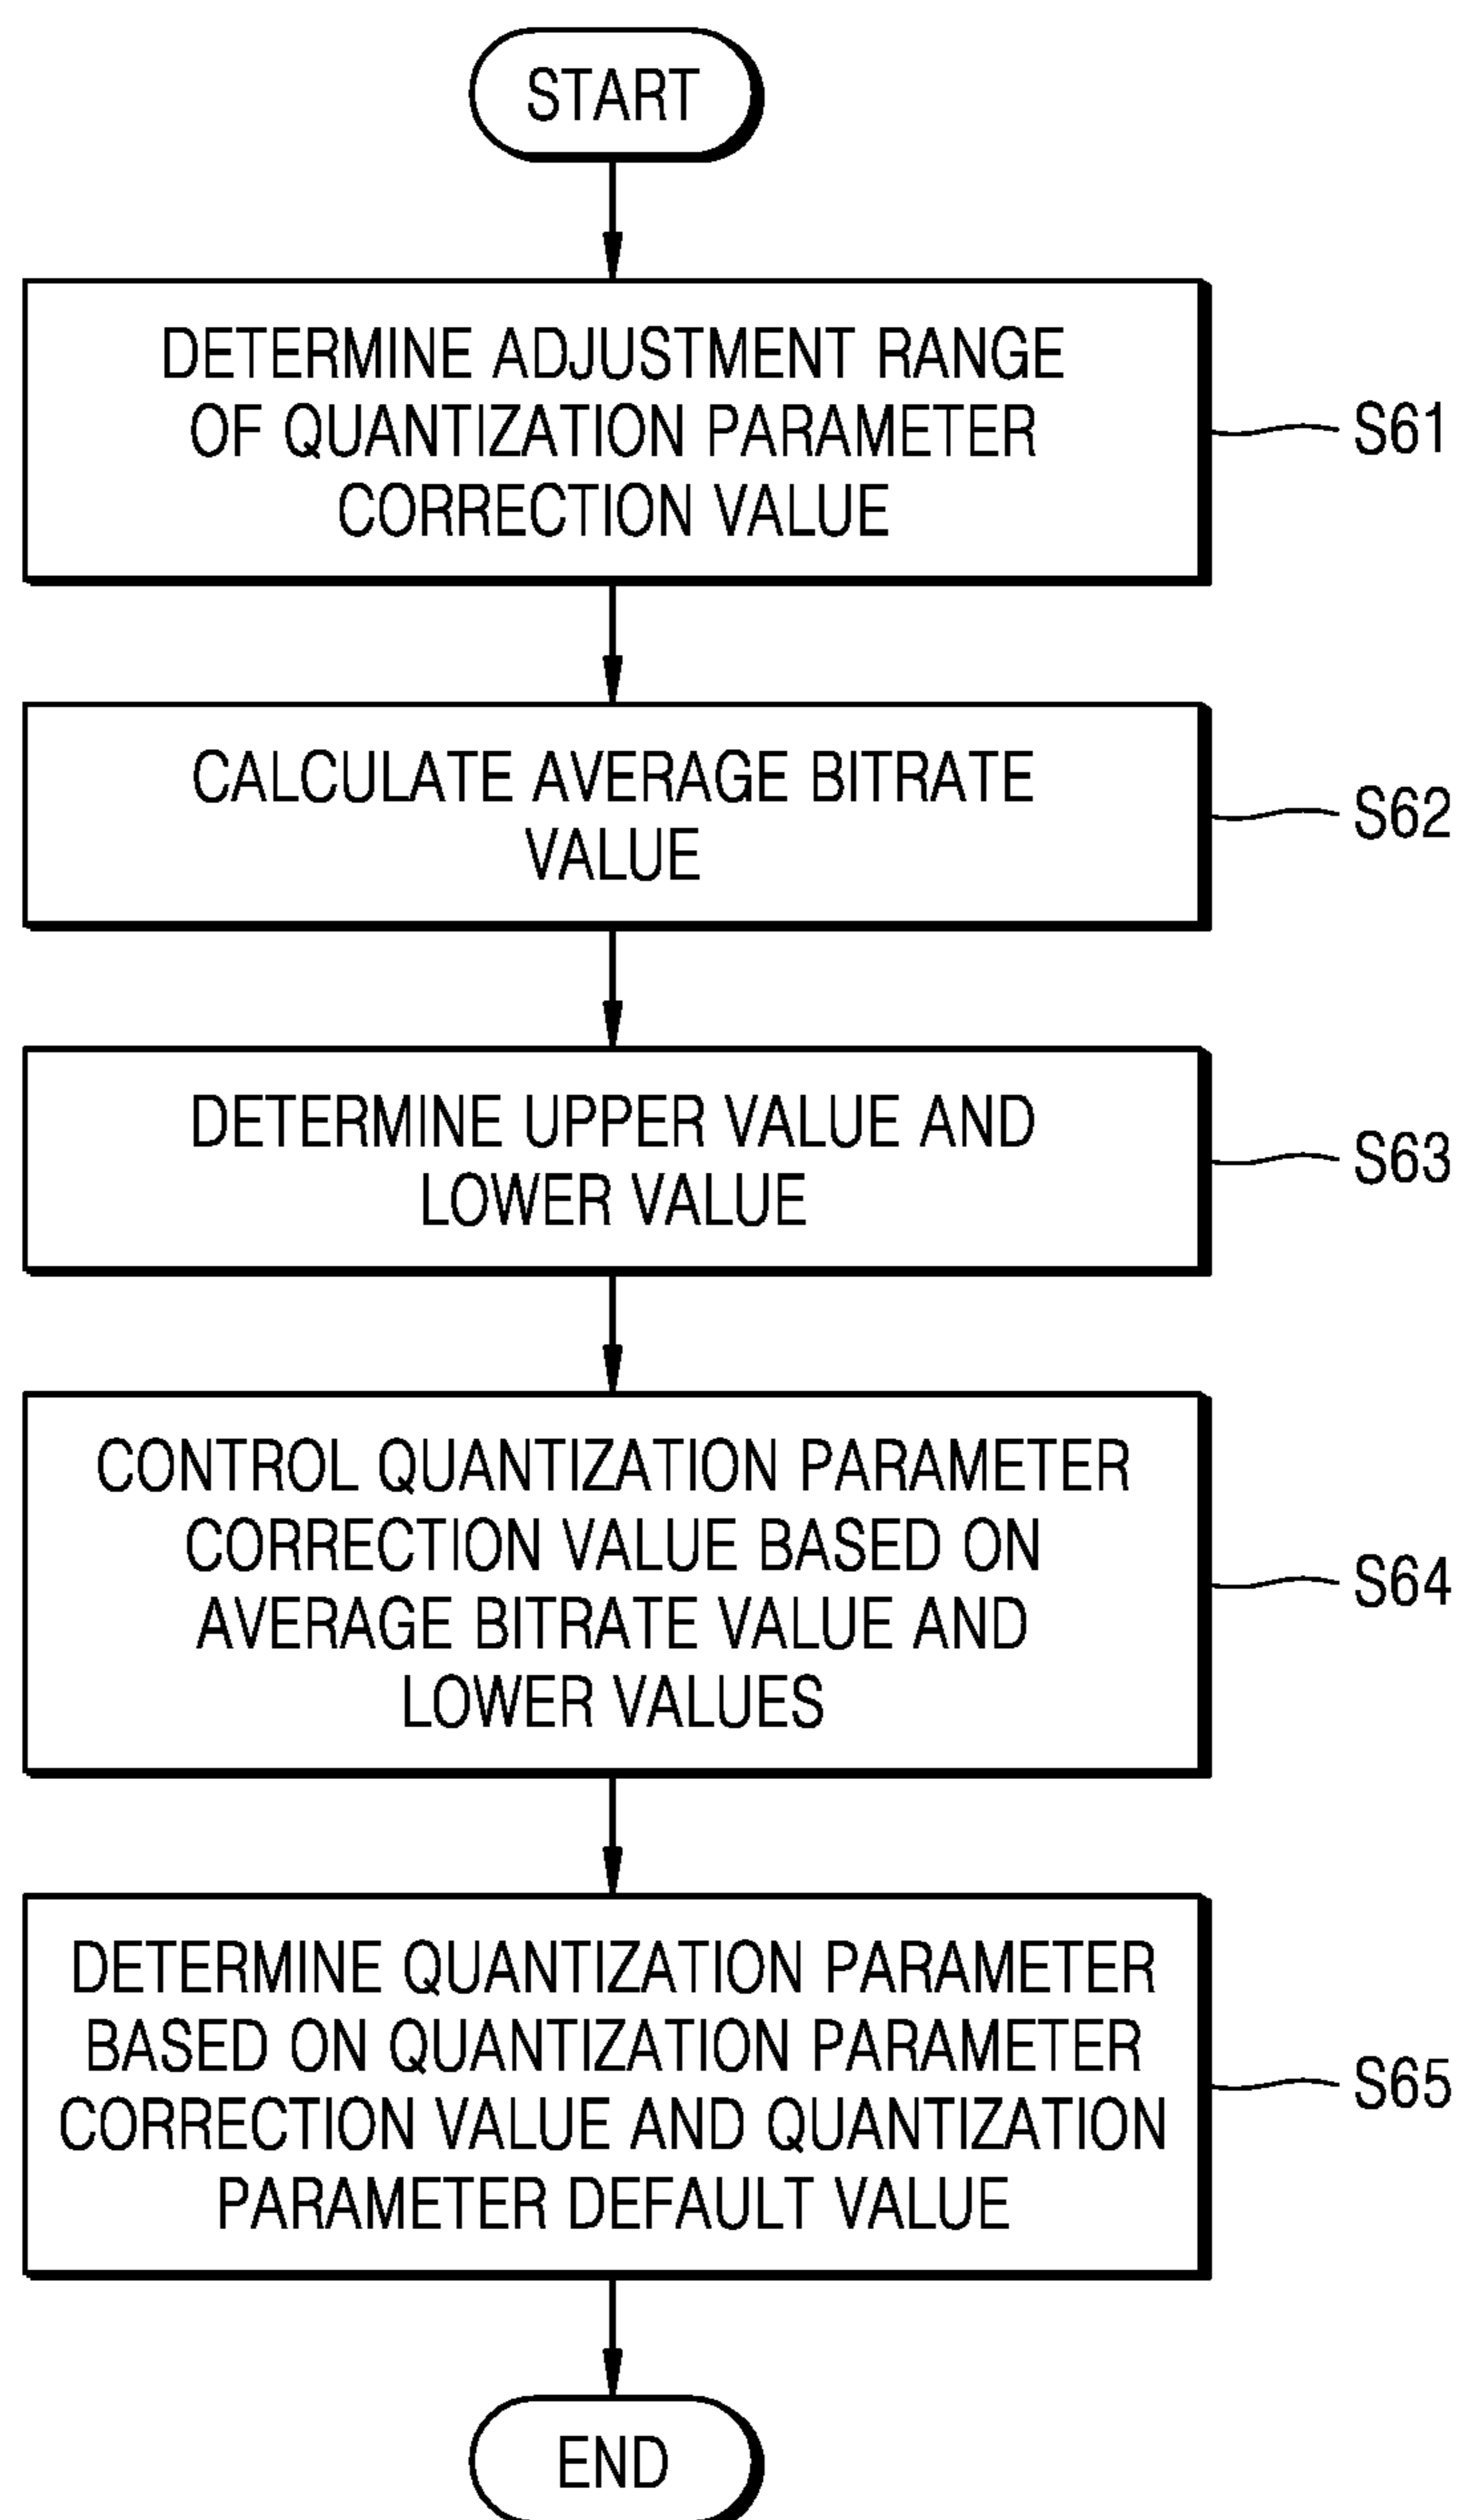 START
DETERMINE ADJUSTMENT RANGE
OF QUANTIZATION PARAMETER
CORRECTION VALUE
S61
CALCULATE AVERAGE BITRATE
VALUE
S62
DETERMINE UPPER VALUE AND
LOWER VALUE
S63
CONTROL QUANTIZATION PARAMETER
CORRECTION VALUE BASED ON
AVERAGE BITRATE VALUE AND
LOWER VALUES
S64
DETERMINE QUANTIZATION PARAMETER
BASED ON QUANTIZATION PARAMETER
CORRECTION VALUE AND QUANTIZATION
PARAMETER DEFAULT VALUE
S65
END